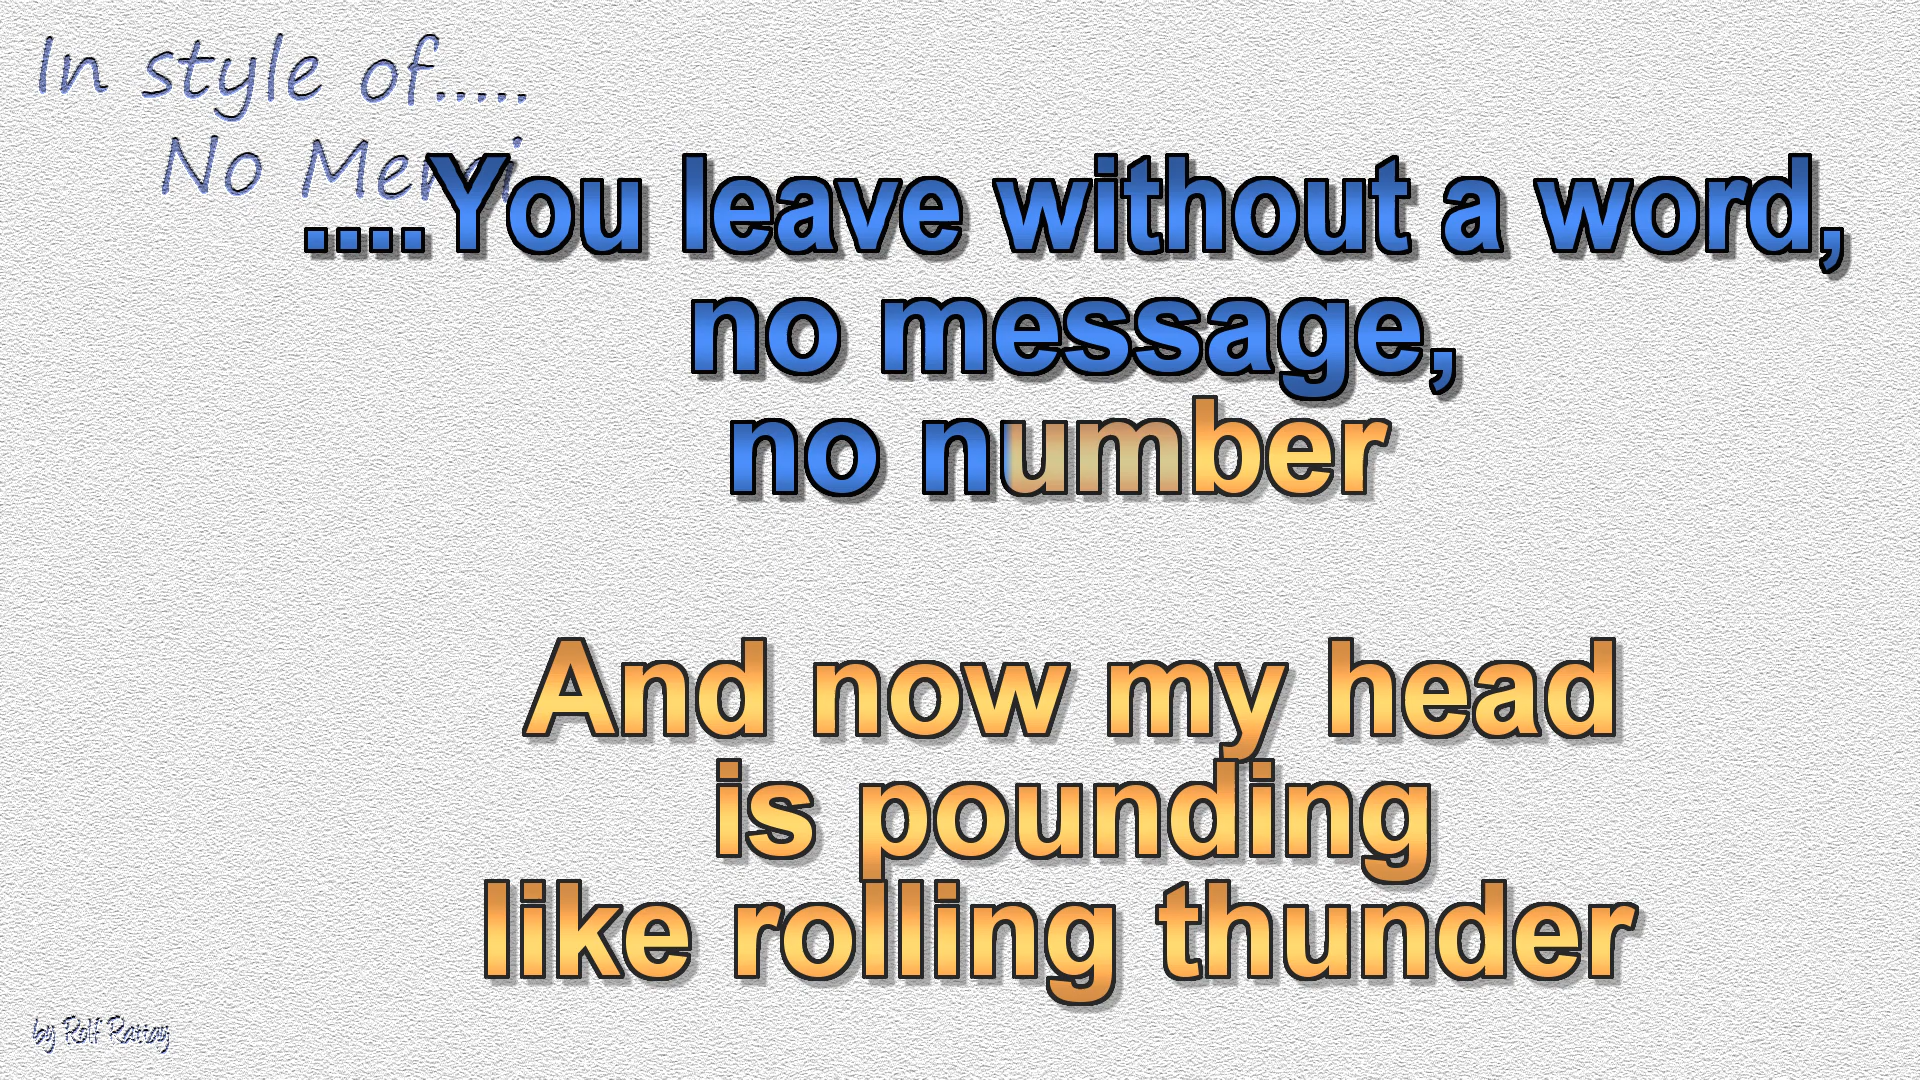 In style of.....
No Merci
....You leave without a word,
no message,
no number
And now my head
is pounding
like rolling thunder
by Rolf Rattay